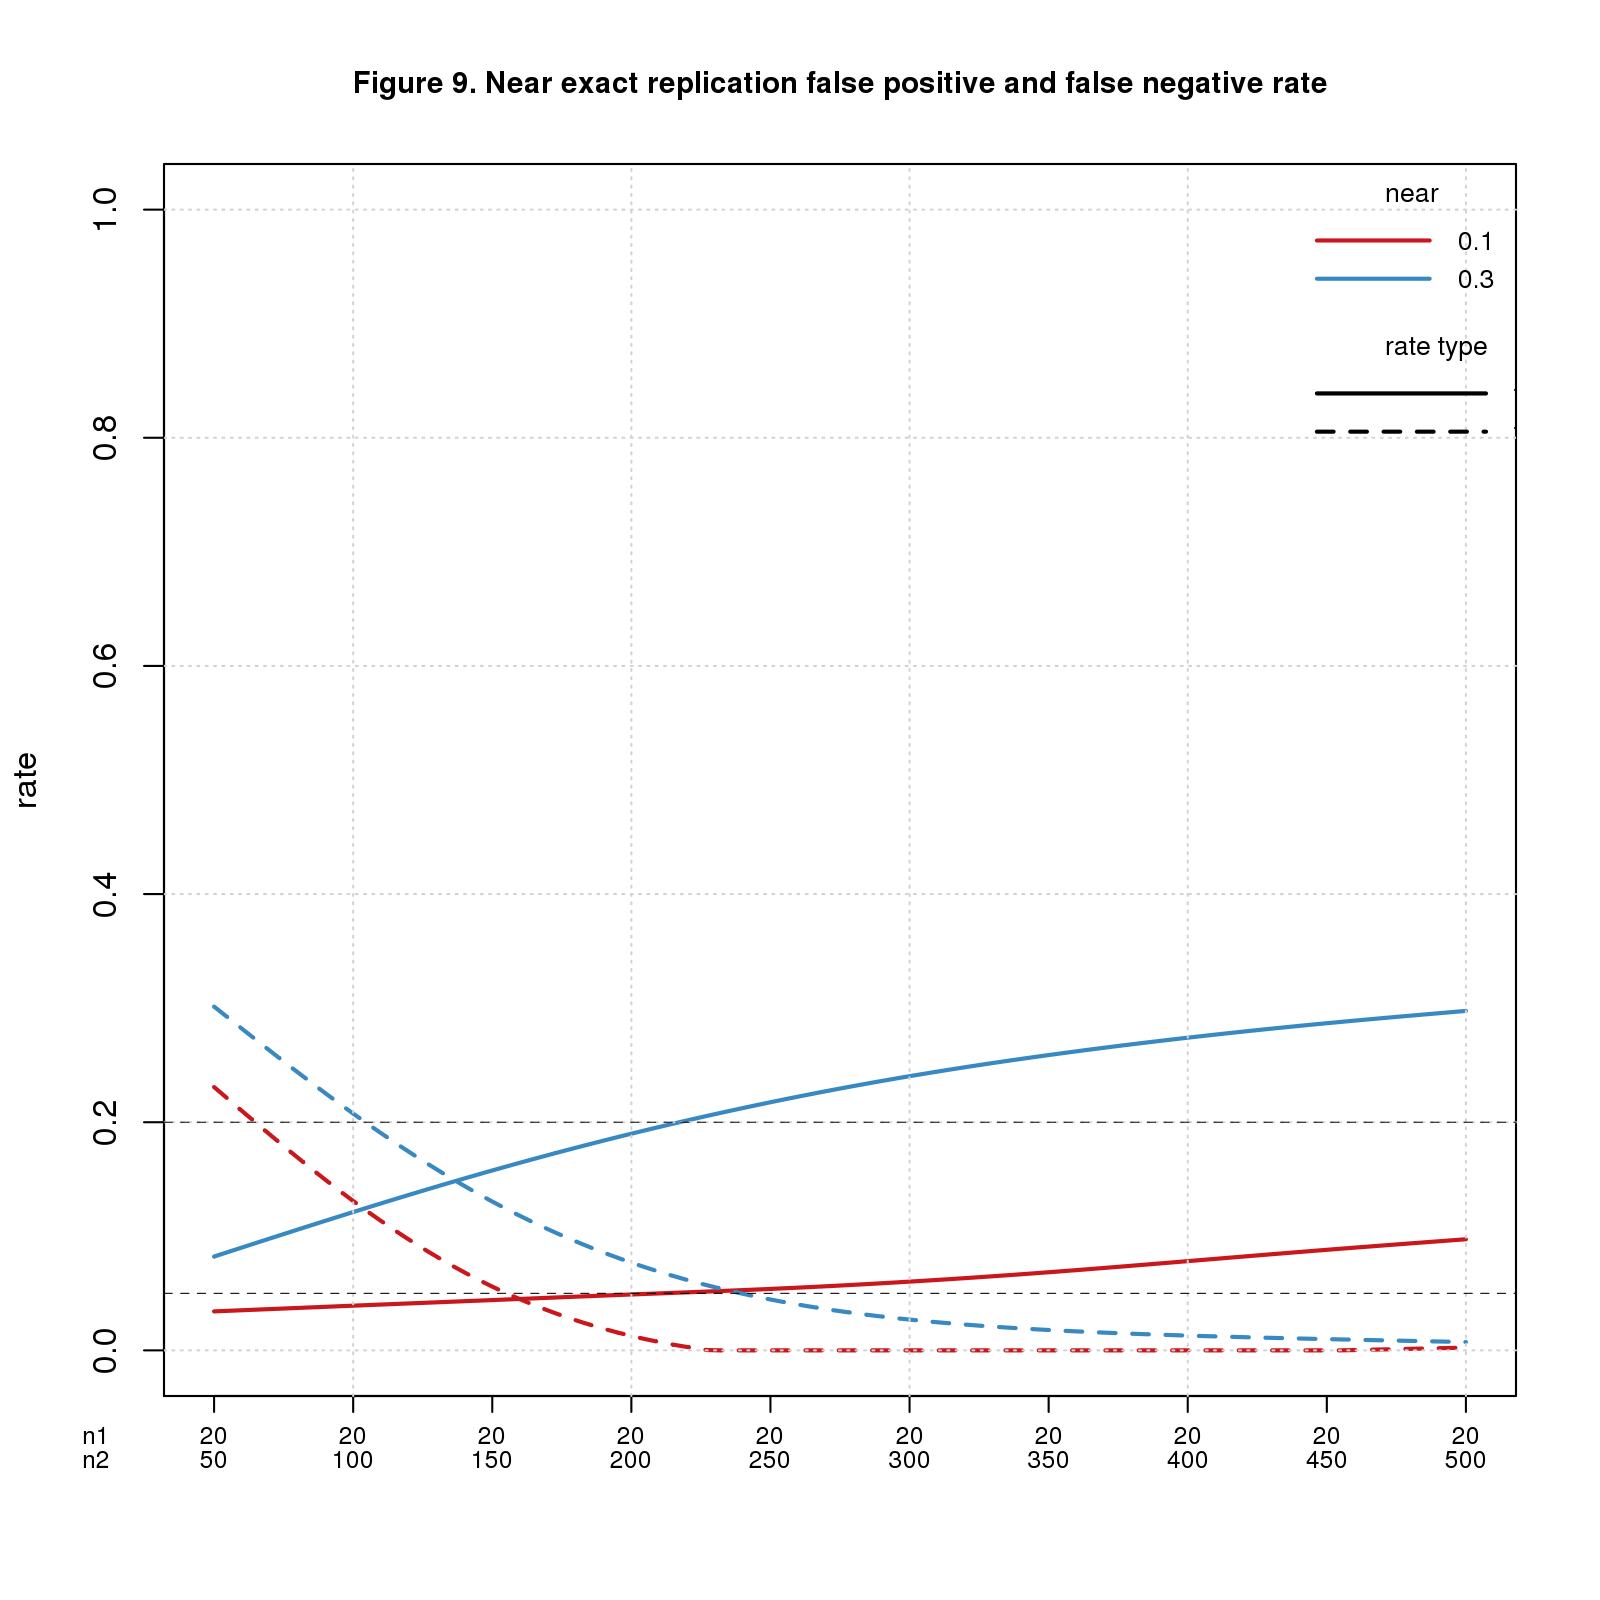 Figure 9. Near exact replication false positive and false negative rate
near
0.1
0.3
rate type
1.0
0.8
0.6
0.4
0.2
0.0
rate
n1 20 20 20 20 20 20 20 20 20 20
n2 50 100 150 200 250 300 350 400 450 500